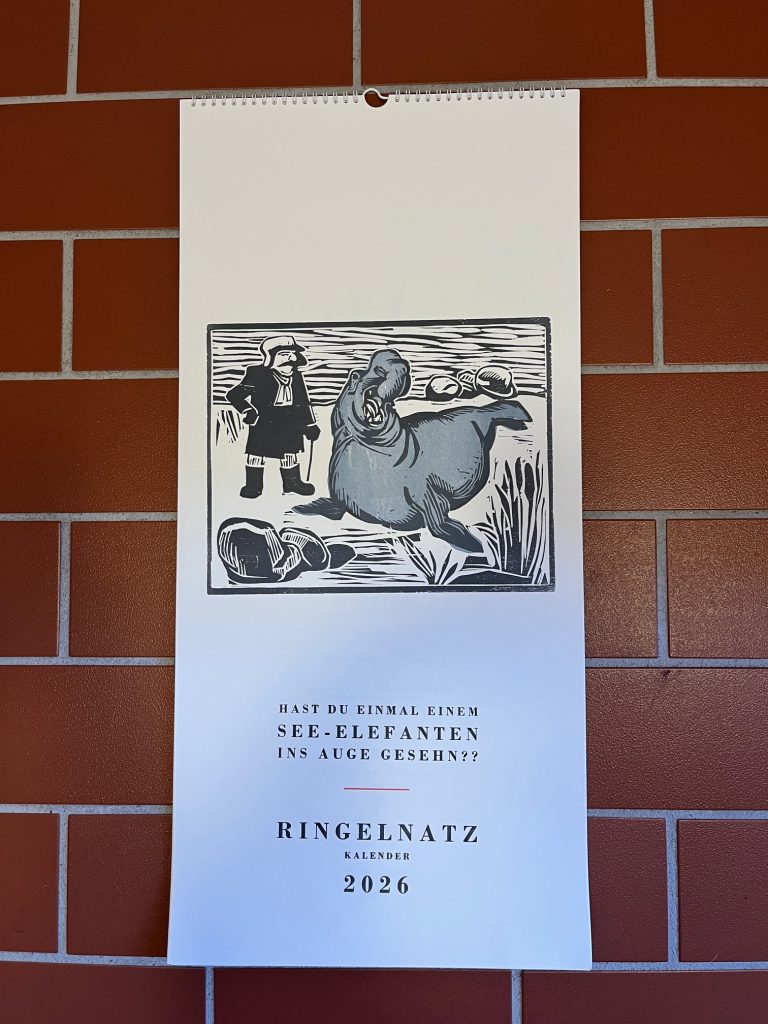 HAST DU EINMAL EINEM
SEE-ELEFANTEN
INS AUGE GESEHN??
RINGELNATZ
KALENDER
2026